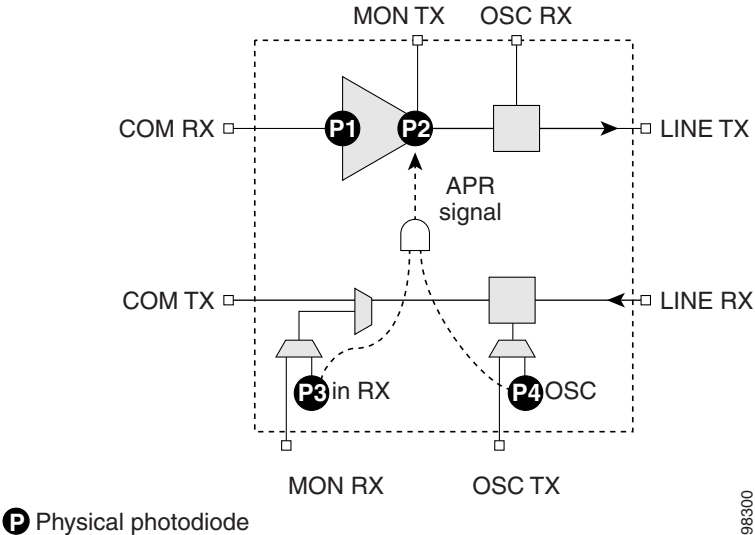 MON TX
OSC RX
COM RX
P1
P2
LINE TX
APR
signal
COM TX
LINE RX
P3 in RX
P4 OSC
MON RX
OSC TX
P Physical photodiode
98300